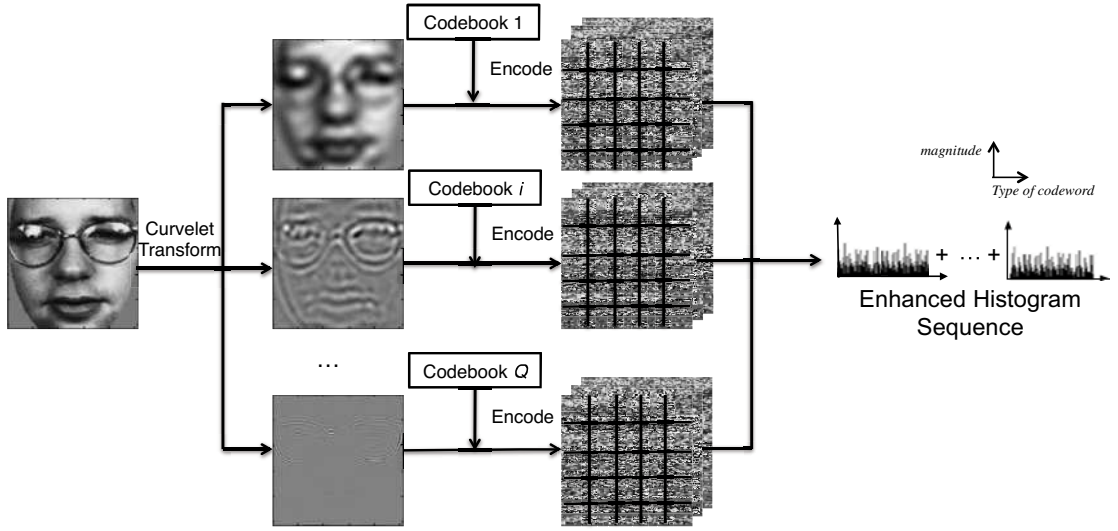 Codebook 1
Encode
magnitude
Type of codeword
Codebook i
Encode
Curvelet
Transform
+ … +
Enhanced Histogram
Sequence
…
Codebook Q
Encode